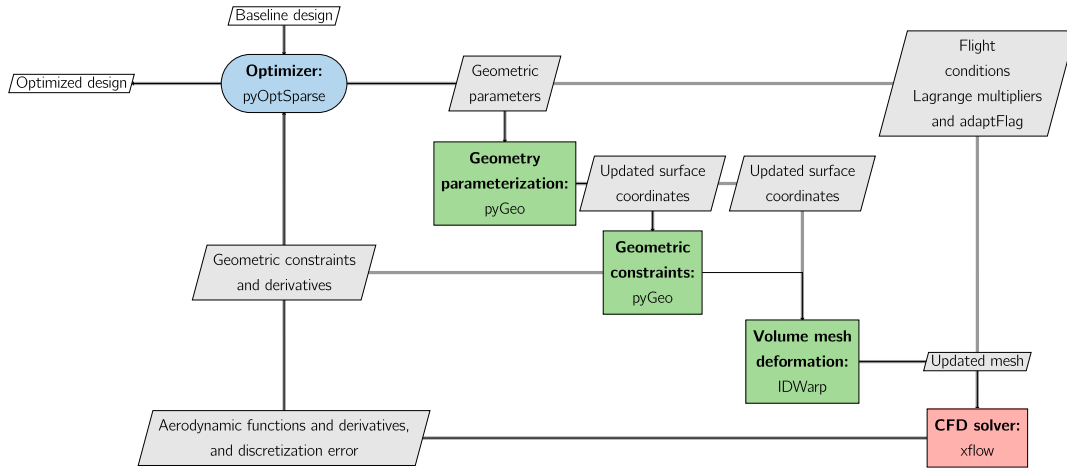 Baseline design
Optimized design
Optimizer:
pyOptSparse
Geometric
parameters
Flight
conditions
Lagrange multipliers
and adaptFlag
Geometry
parameterization:
pyGeo
Updated surface
coordinates
Updated surface
coordinates
Geometric constraints
and derivatives
Geometric
constraints:
pyGeo
Volume mesh
deformation:
IDWarp
Updated mesh
Aerodynamic functions and derivatives,
and discretization error
CFD solver:
xflow